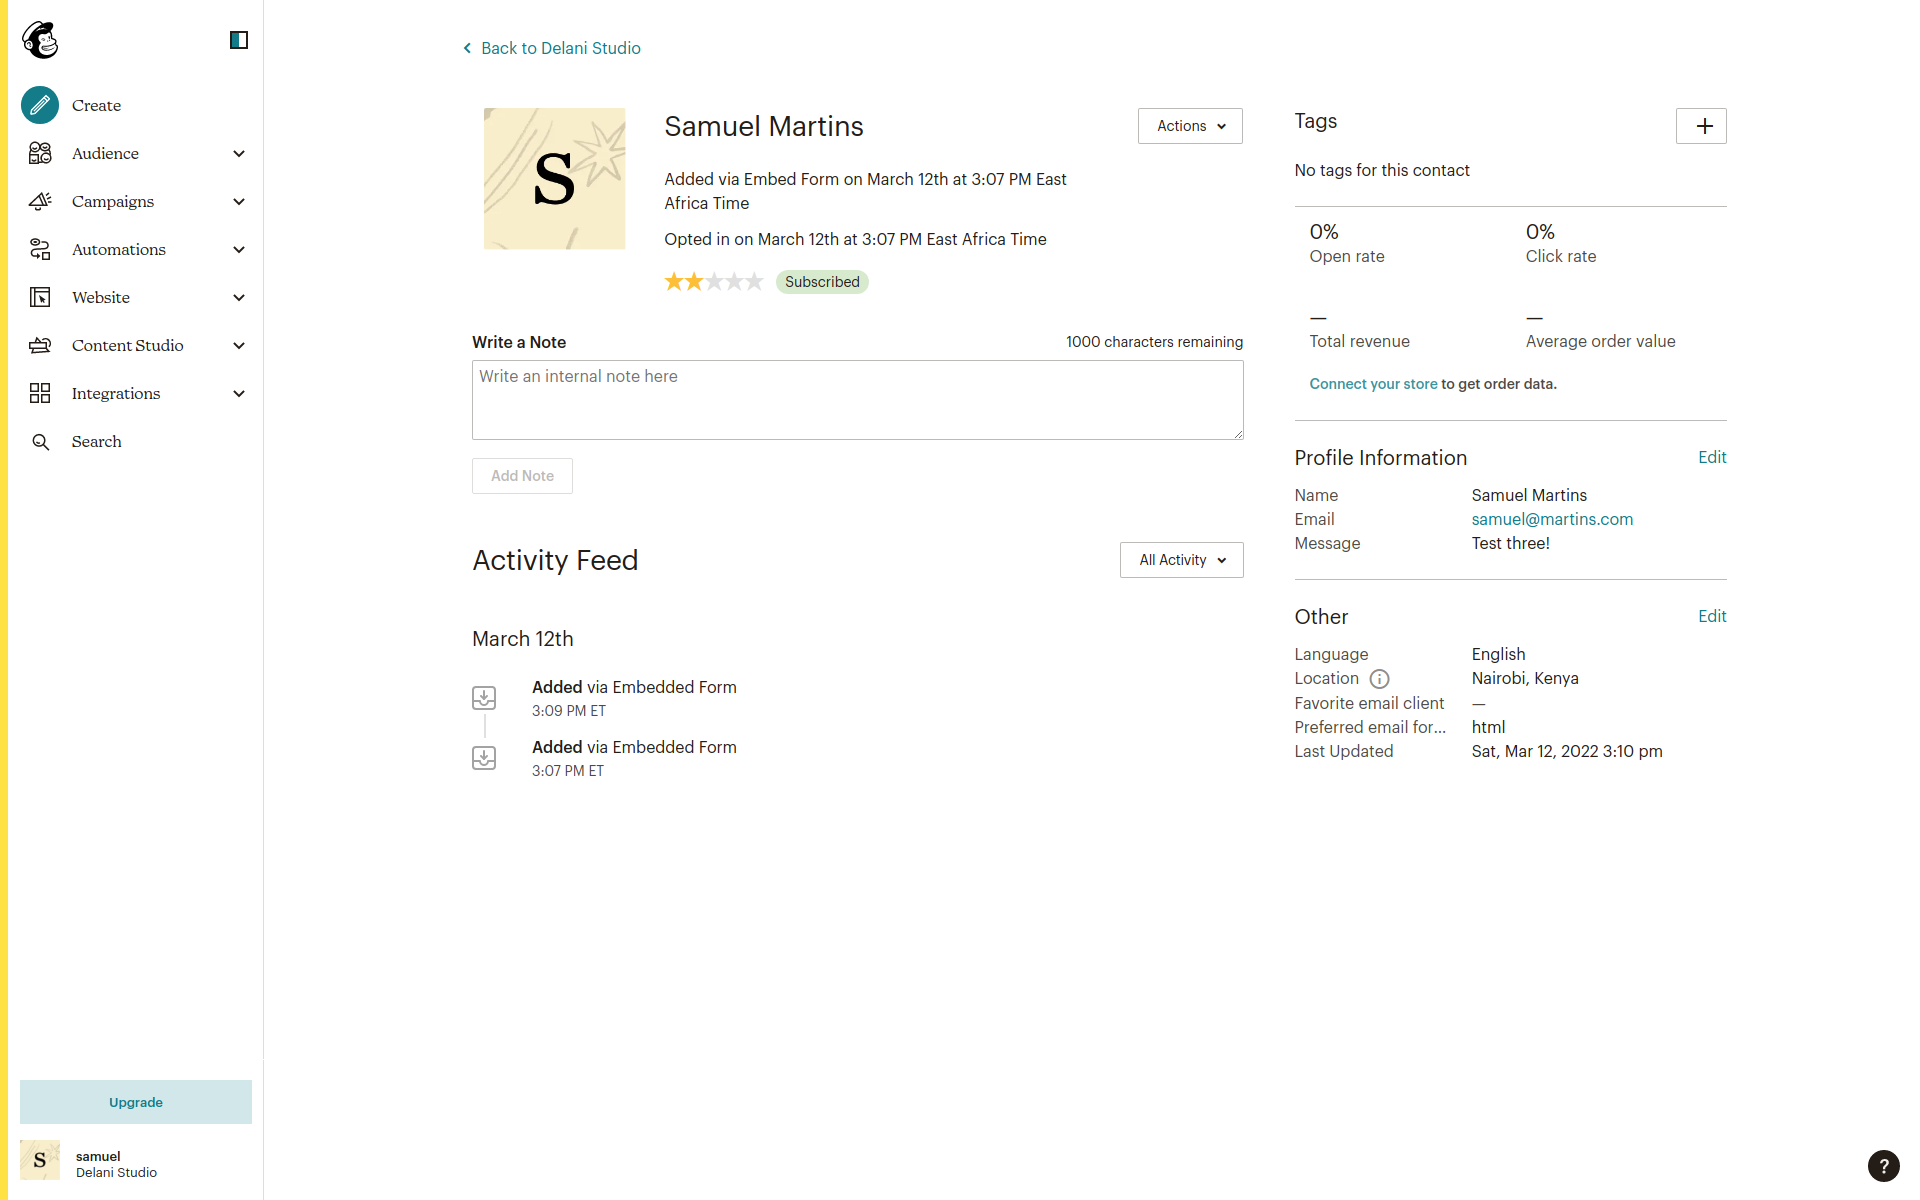 Create
Audience
Campaigns
Automations
Website
Content Studio
Integrations
Search
Upgrade
S
samuel
Delani Studio
Back to Delani Studio
S
Samuel Martins
Actions
Added via Embed Form on March 12th at 3:07 PM East
Africa Time
Opted in on March 12th at 3:07 PM East Africa Time
Subscribed
Write a Note
1000 characters remaining
Write an internal note here
Add Note
Activity Feed
All Activity
March 12th
Added via Embedded Form
3:09 PM ET
Added via Embedded Form
3:07 PM ET
Tags
No tags for this contact
0% 0%
Open rate Click rate
— —
Total revenue Average order value
Connect your store to get order data.
Profile Information Edit
Name Samuel Martins
Email samuel@martins.com
Message Test three!
Other Edit
Language English
Location Nairobi, Kenya
Favorite email client —
Preferred email for... html
Last Updated Sat, Mar 12, 2022 3:10 pm
?